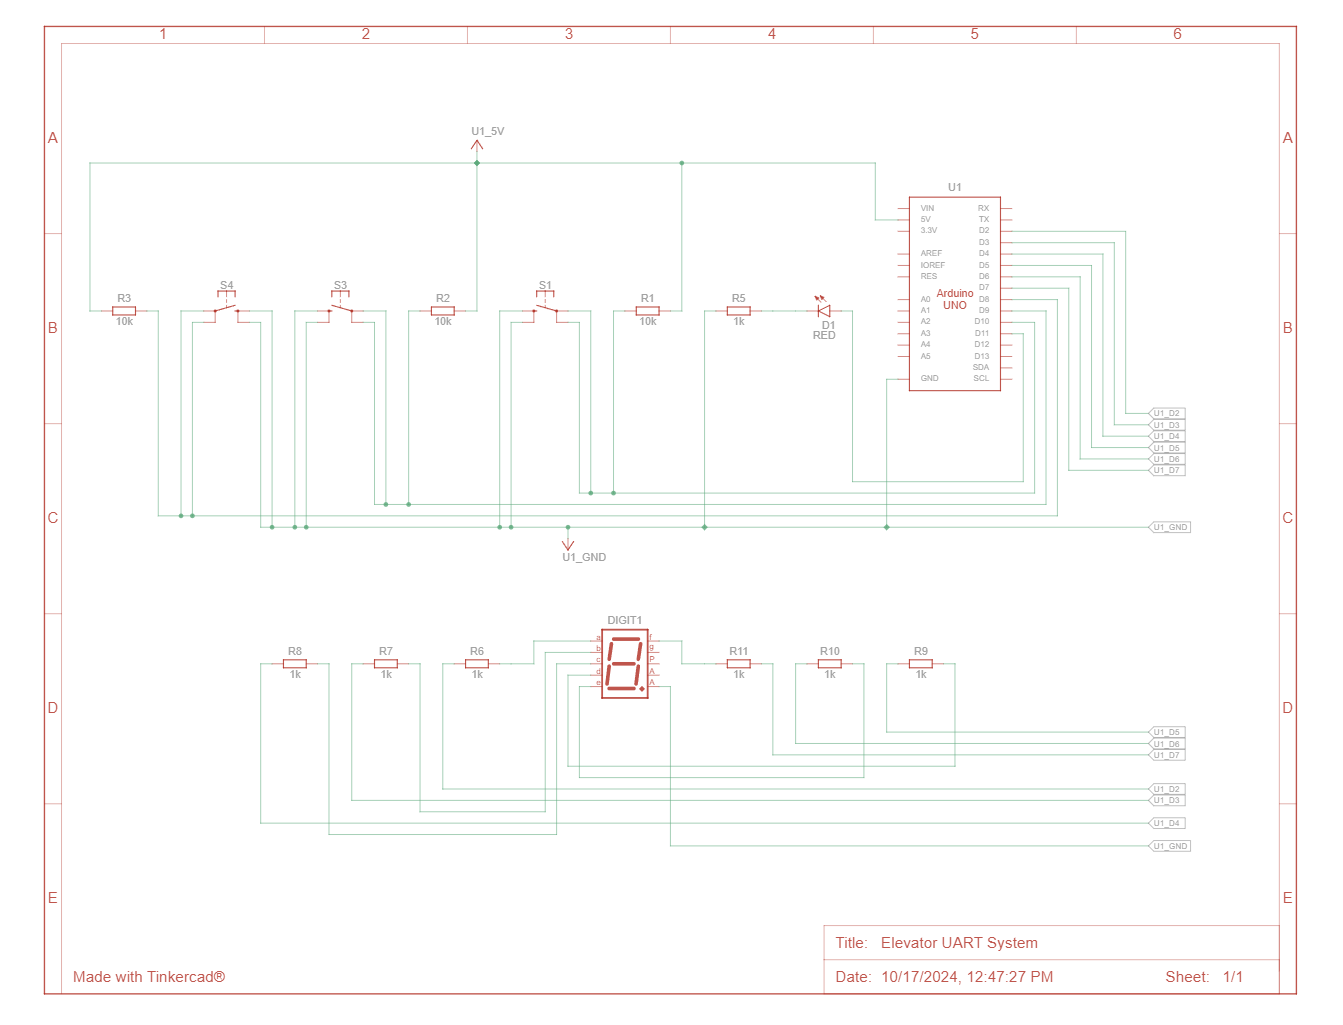 1 2 3 4 5 6
A A
U1_5V
U1
VIN RX
5V TX
3.3V D2
D3
AREF D4
IOREF D5
RES D6
D7
A0 D8
A1 D9
A2 D10
A3 D11
A4 D12
A5 D13
SDA
GND SCL
Arduino
UNO
B B
R3
10k
S4
S3
R2
10k
S1
R1
10k
R5
1k
D1
RED
U1_D2
U1_D3
U1_D4
U1_D5
U1_D6
U1_D7
C C
U1_GND
U1_GND
DIGIT1
a f
b g
c P
d A
e A
R8
1k
R7
1k
R6
1k
R11
1k
R10
1k
R9
1k
D D
U1_D5
U1_D6
U1_D7
U1_D2
U1_D3
U1_D4
U1_GND
E E
Title: Elevator UART System
Made with Tinkercad®
Date: 10/17/2024, 12:47:27 PM Sheet: 1/1